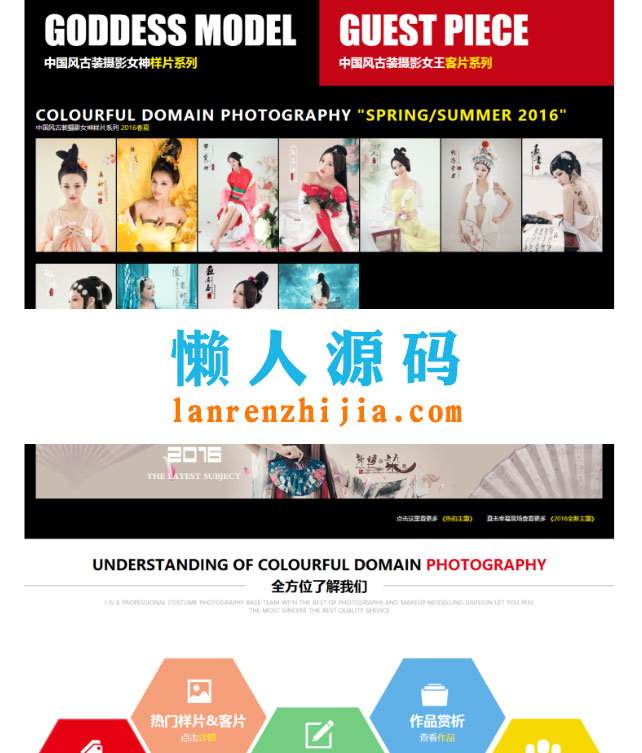 GODDESS MODEL
中国风古装摄影女神样片系列
GUEST PIECE
中国风古装摄影女王客片系列
COLOURFUL DOMAIN PHOTOGRAPHY "SPRING/SUMMER 2016"
中国风古装摄影女神样片系列 2016春夏
懒人源码
lanrenzhijia.com
2016
THE LATEST SUBJECT
点击这里查看更多 《热拍主题》
直击幸福现场查看更多 《2016全新主题》
UNDERSTANDING OF COLOURFUL DOMAIN PHOTOGRAPHY
全方位了解我们
I IS A PROFESSIONAL COSTUME PHOTOGRAPHY BASE TEAM WITH THE BEST OF PHOTOGRAPHY AND MAKEUP MODELLING DIVISION LET YOU FEEL
THE MOST SINCERE THE BEST QUALITY SERVICE
热门样片&客片
点击详情
作品赏析
查看作品